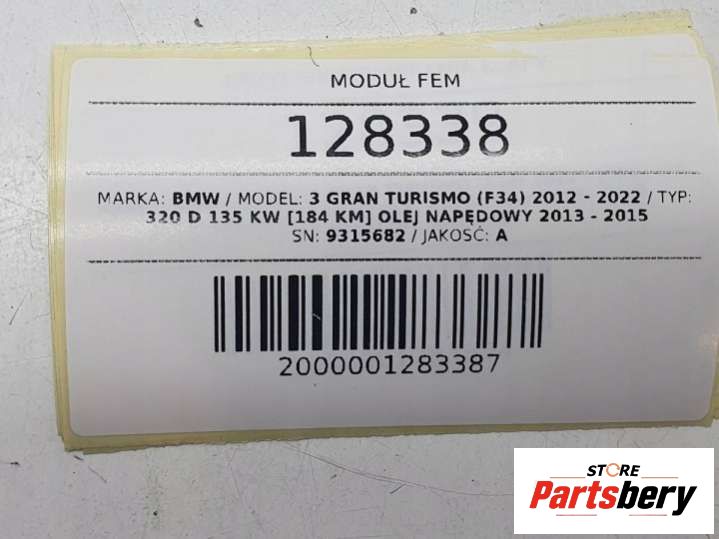 MODUŁ FEM
128338
MARKA: BMW / MODEL: 3 GRAN TURISMO (F34) 2012 - 2022 / TYP:
320 D 135 KW [184 KM] OLEJ NAPĘDOWY 2013 - 2015
SN: 9315682 / JAKOŚĆ: A
2000001283387
STORE
Partsbery